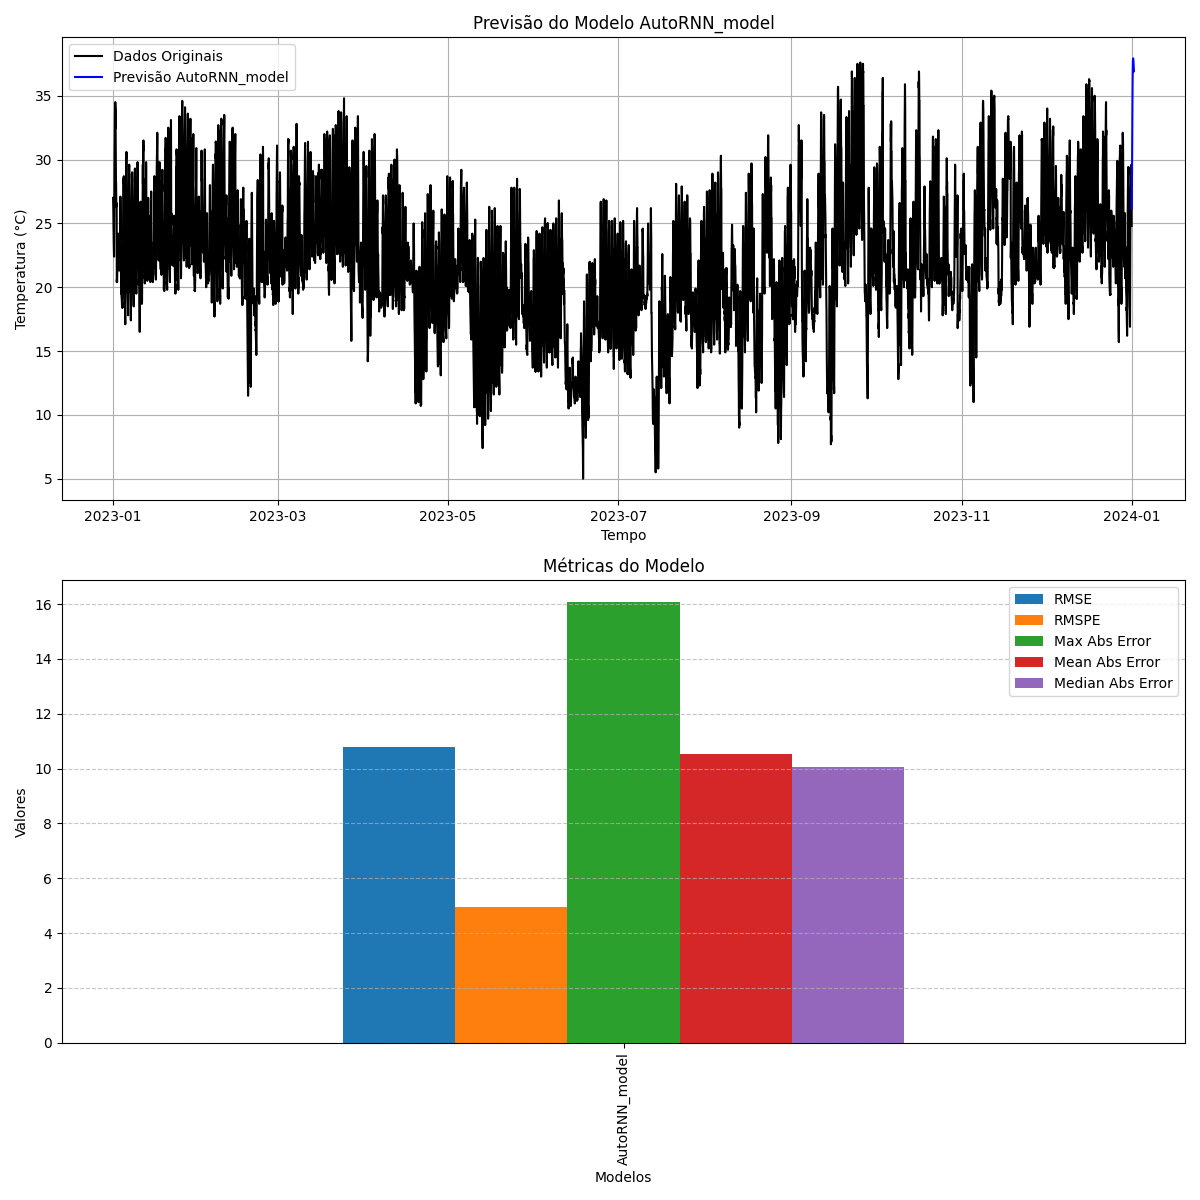 Previsão do Modelo AutoRNN_model
Dados Originais
Previsão AutoRNN_model
Temperatura (°C)
35
30
25
20
15
10
5
2023-01 2023-03 2023-05 2023-07 2023-09 2023-11 2024-01
Tempo
Métricas do Modelo
RMSE
RMSPE
Max Abs Error
Mean Abs Error
Median Abs Error
Valores
16
14
12
10
8
6
4
2
0
AutoRNN_model
Modelos